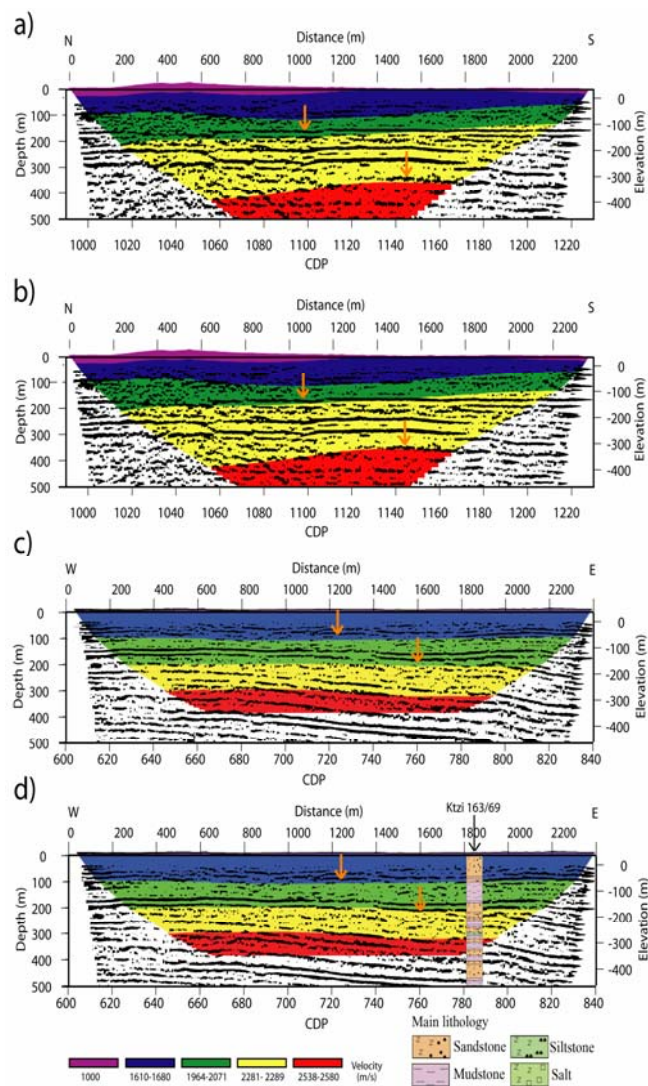 a)
N Distance (m) S
0 200 400 600 800 1000 1200 1400 1600 1800 2000 2200
Depth (m)
0
100
200
300
400
500
Elevation (m)
0
-100
-200
-300
-400
1000 1020 1040 1060 1080 1100 1120 1140 1160 1180 1200 1220
CDP
b)
N Distance (m) S
0 200 400 600 800 1000 1200 1400 1600 1800 2000 2200
Depth (m)
0
100
200
300
400
500
Elevation (m)
0
-100
-200
-300
-400
1000 1020 1040 1060 1080 1100 1120 1140 1160 1180 1200 1220
CDP
c)
W Distance (m) E
0 200 400 600 800 1000 1200 1400 1600 1800 2000 2200
Depth (m)
0
100
200
300
400
500
Elevation (m)
0
-100
-200
-300
-400
600 620 640 660 680 700 720 740 760 780 800 820 840
CDP
d)
Ktzi 163/69
W Distance (m) E
0 200 400 600 800 1000 1200 1400 1600 1800 2000 2200
Depth (m)
0
100
200
300
400
500
Elevation (m)
0
-100
-200
-300
-400
600 620 640 660 680 700 720 740 760 780 800 820 840
CDP
Main lithology
Sandstone Siltstone
Mudstone Salt
1000 1610-1680 1964-2071 2281-2289 2538-2580 Velocity (m/s)